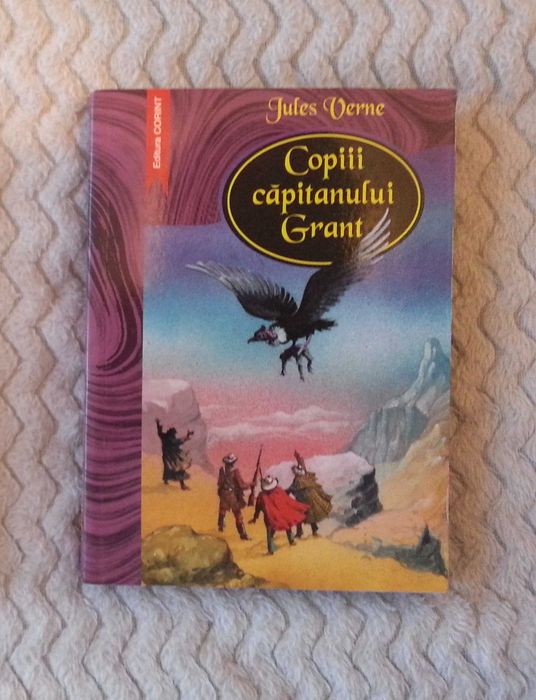 Editura CORINT
Jules Verne
Copiii
căpitanului
Grant